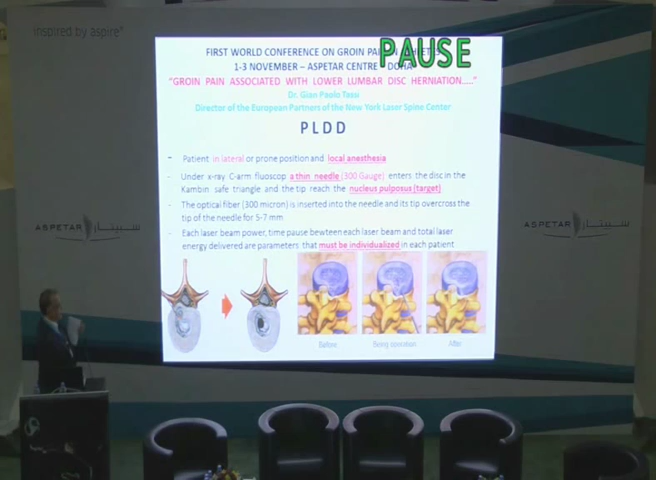 inspired by aspire
PAUSE
FIRST WORLD CONFERENCE ON GROIN PAIN
1-3 NOVEMBER – ASPETAR CENTRE - DOHA
"GROIN PAIN ASSOCIATED WITH LOWER LUMBAR DISC HERNIATION....."
Dr. Gian Paolo Tassi
Director of the European Partners of the New York Laser Spine Center
PLDD
- Patient in lateral or prone position and local anesthesia
- Under x-ray C-arm fluoscop a thin needle (300 Gauge) enters the disc in the
Kambin safe triangle and the tip reach the nucleus pulposus (target)
- The optical fiber (300 micron) is inserted into the needle and its tip overcross the
tip of the needle for 5-7 mm
- Each laser beam power, time pause bewteen each laser beam and total laser
energy delivered are parameters that must be individualized in each patient
Before
Being operation
After
ASPETAR سبيتار
ASPETAR سبيتار